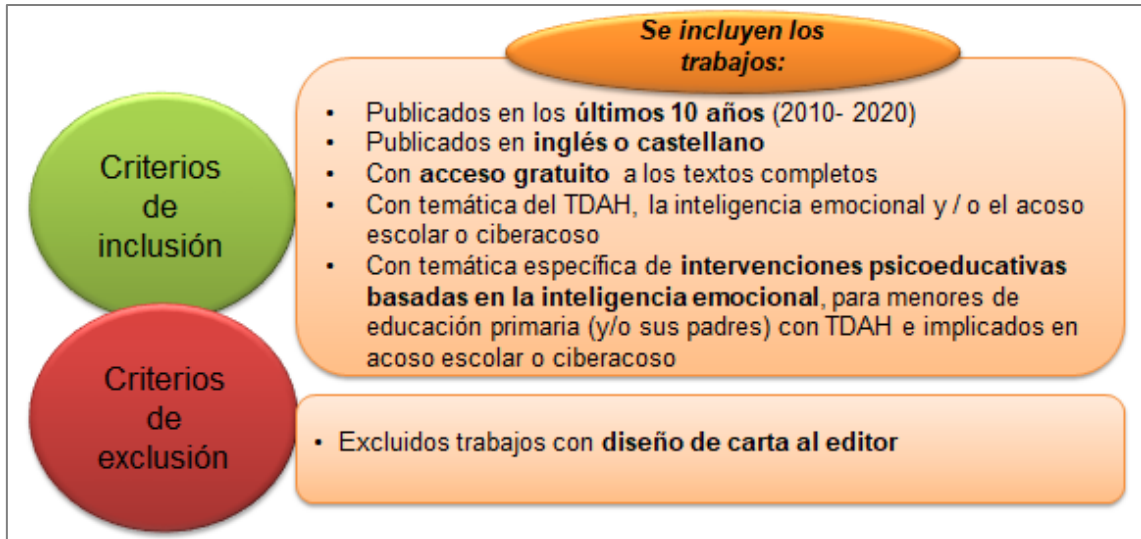 Se incluyen los
trabajos:
Criterios
de
inclusión
• Publicados en los últimos 10 años (2010- 2020)
• Publicados en inglés o castellano
• Con acceso gratuito a los textos completos
• Con temática del TDAH, la inteligencia emocional y / o el acoso
escolar o ciberacoso
• Con temática específica de intervenciones psicoeducativas
basadas en la inteligencia emocional, para menores de
educación primaria (y/o sus padres) con TDAH e implicados en
acoso escolar o ciberacoso
Criterios
de
exclusión
• Excluidos trabajos con diseño de carta al editor